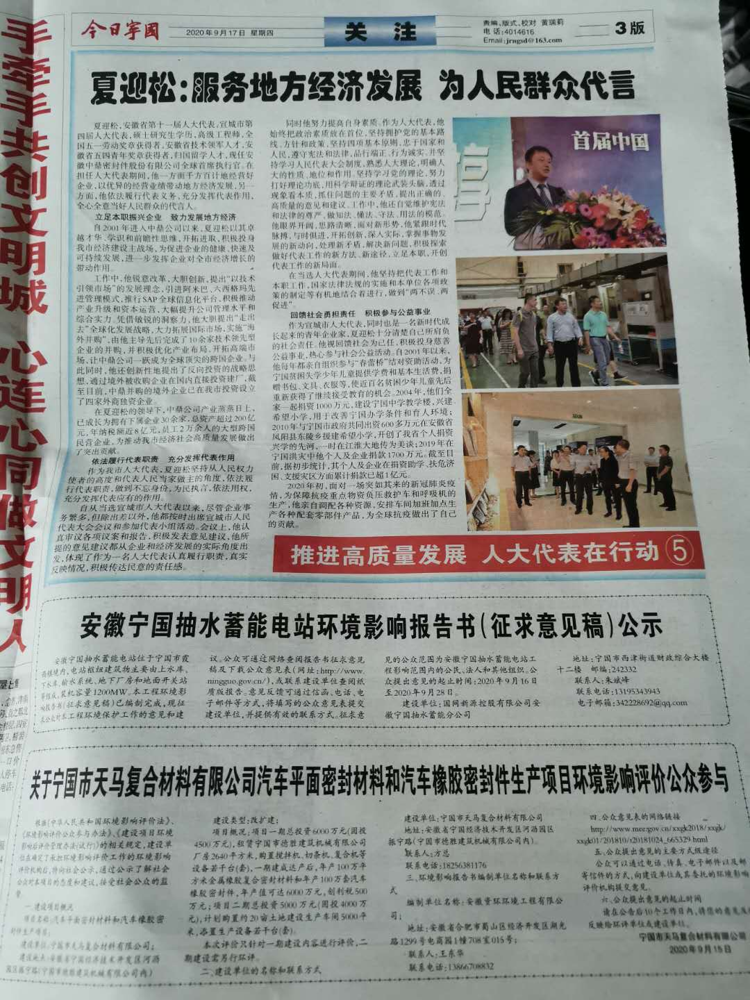 手牵手共创文明城 心连心同做文明人
今日宁国
2020年9月17日 星期四
关注
责编、版式、校对 黄瑞莉
电话:4014616
Email:jrngsd@163.com
3版
夏迎松:服务地方经济发展 为人民群众代言
夏迎松,安徽省第十一届人大代表,宣城市第
四届人大代表,硕士研究生学历,高级工程师,全
国五一劳动奖章获得者,安徽省技术领军人才,安
徽省五四青年奖章获得者,归国留学人才,现任安
徽中鼎密封件股份有限公司全球首席执行官。在
担任人大代表期间,他一方面千方百计地经营好
企业,以优异的经营业绩带动地方经济发展,另一
方面,他依法履行代表义务,充分发挥代表作用,
全心全意当好人民群众的代言人。
立足本职振兴企业 致力发展地方经济
自2001年进入中鼎公司以来,夏迎松以其卓
越才华、学识和前瞻性思维,开拓进取,积极投身
我市经济建设主战场,为促进企业的健康、快速及
可持续发展,进一步发挥企业对全市经济增长的
带动作用。
工作中,他锐意改革,大胆创新,提出“以技术
引领市场”的发展理念,引进阿米巴、六西格玛先
进管理模式,推行SAP全球信息化平台,积极推动
产业升级和资本运营,大幅提升公司管理水平和
综合实力。凭借敏锐的洞察力,他大胆提出“走出
去”全球化发展战略,大力拓展国际市场,实施“海
外并购”,由他主导先后完成了10余家技术领先型
企业的并购,并积极优化产业布局、开拓高端市
场,让中鼎公司一跃成为全球顶尖的跨国企业。与
此同时,他还创新性地提出了反向投资的战略思
想,通过境外被收购企业在国内直接投资建厂,截
至目前,中鼎并购的境外企业已在我市投资设立
了四家外商独资企业。
在夏迎松的领导下,中鼎公司产业蒸蒸日上,
已成长为拥有下属企业30余家,总资产超过200亿
元,年纳税额近8亿元,员工2万余人的大型跨国
民营企业,为推动我市经济社会高质量发展做出
了突出贡献。
依法履行代表职责 充分发挥代表作用
作为我市人大代表,夏迎松坚持从人民权力
使者的高度和代表人民当家做主的角度,依法履
行代表职责,做到不忘身份,为民执言,依法用权,
充分发挥代表应有的作用。
自从当选宣城市人大代表以来,尽管企业事
务繁多,但除出差以外,他都按时出席宣城市人民
代表大会会议和参加代表小组活动。会议上,他认
真审议各项议案和报告,积极发表意见建议,他所
提的意见建议都从企业和经济发展的实际角度出
发,体现了作为一名人大代表认真履行职责,真实
反映情况,积极传达民意的责任感。
同时他努力提高自身素质。作为人大代表,他
始终把政治素质放在首位,坚持拥护党的基本路
线、方针和政策,坚持四项基本原则,忠于国家和
人民,遵守宪法和法律,品行端正,行为诚实。并坚
持学习人民代表大会制度,熟悉人大理论,明确人
大的性质、地位和作用。坚持学习党的理论,努力
打好理论功底,用科学辩证的理论武装头脑,透过
现象看本质,抓住问题的主要矛盾,提出正确的、
高质量的意见和建议。工作中,他还自觉维护宪法
和法律的尊严,做知法、懂法、守法、用法的模范。
他眼界开阔,思路清晰,面对新形势,他紧跟时代
脉搏,与时俱进,开拓创新,深入实际,掌握事物发
展的新动向,处理新矛盾,解决新问题,积极探索
做好代表工作的新方法、新途径,立足本职,开创
代表工作的新局面。
在当选人大代表期间,他坚持把代表工作和
本职工作,国家法律法规的实施和本单位各项政
策的制定等有机地结合着进行,做到“两不误、两
促进”。
回馈社会勇担责任 积极参与公益事业
作为宣城市人大代表,同时也是一名新时代成
长起来的青年企业家,夏迎松十分清楚自己所肩负
的社会责任。他视回馈社会为己任,积极投身慈善
公益事业,热心参与社会公益活动。自2001年以来,
他每年都亲自组织参与“春蕾桥”结对资助活动,为
宁国贫困失学少年儿童提供学费和基本生活费,捐
赠书包、文具、衣服等,使近百名贫困少年儿童先后
重新获得了继续接受教育的机会。2004年,他们全
家一起捐资1000万元,建设宁国中学教学楼,兴建
希望小学,用于改善宁国办学条件和育人环境;
2010年与宁国市政府共同出资600多万元在安徽省
凤阳县东陵乡援建希望小学,开创了我省个人捐资
兴学的先河,一时在江淮大地传为美谈;2019年在
宁国洪灾中他个人及企业捐款1700万元。截至目
前,据初步统计,其个人及企业在捐资助学、扶危济
困、支援灾区方面累计捐款已超1亿元。
2020年初,面对一场突如其来的新冠肺炎疫
情,为保障抗疫重点物资负压救护车和呼吸机的
生产,他亲自调配各种资源,安排车间加班加点生
产各种配套零部件产品,为全球抗疫做出了自己
的贡献。
首届中国
推进高质量发展 人大代表在行动⑤
安徽宁国抽水蓄能电站环境影响报告书(征求意见稿)公示
安徽宁国抽水蓄能电站位于宁国市霞
西镇境内,电站枢纽建筑物主要由上水库、
下水库、输水系统、地下厂房和地面开关站
等组成,装机容量1200MW。本工程环境影
响报告书(征求意见稿)已编制完成,现征
求公众对本工程环境保护工作的意见和建
议。公众可通过网络查阅报告书征求意见
稿及下载公众意见表(网址:http://www.
ningguo.gov.cn/),或联系建设单位查阅纸
质版报告。意见反馈可通过信函、电话、电
子邮件等方式,将填写的公众意见表提交
建设单位,并提供有效的联系方式。征求意
见的公众范围为安徽宁国抽水蓄能电站工
程影响范围内的公民、法人和其他组织。公
众提出意见的起止时间:2020年9月16日
至2020年9月28日。
建设单位:国网新源控股有限公司安
徽宁国抽水蓄能分公司
地址:宁国市西津街道财政综合大楼
十二楼 邮编:242332
联系人:朱斌峰
联系电话:13195343943
电子邮箱:342228692@qq.com
关于宁国市天马复合材料有限公司汽车平面密封材料和汽车橡胶密封件生产项目环境影响评价公众参与
根据《中华人民共和国环境影响评价法》、
《环境影响评价公众参与办法》、《建设项目环境
影响后评价管理办法(试行)》的相关规定,建设单
位在确定了承担环境影响评价工作的环境影响
评价机构后,特向社会公示,通过公示了解社会
公众对本项目的态度和建议,接受社会公众的监
督。
一、建设项目概况
项目名称:汽车平面密封材料和汽车橡胶密
封件生产项目;
建设单位:宁国市天马复合材料有限公司;
建设地点:安徽省宁国经济技术开发区河沥
园区振宁路(宁国市德胜建筑机械有限公司内)
建设类型:改扩建;
项目概况:项目一期总投资6000万元(固投
4500万元),租赁宁国市德胜建筑机械有限公司
厂房2640平方米,购置搅拌机、切条机、复合机等
设备若干台(套),一期建成达产后,年产100万平
方米金属橡胶复合密封材料和年产100万套汽车
橡胶密封件,年产值可达6000万元,创利税500
万元;项目二期总投资5000万元(固投4000万
元),计划购置约20亩土地建设生产车间5000平
米,添置生产设备若干台(套)。
本次评价只针对一期建设内容进行评价,二
期建设需另行环评。
二、建设单位的名称和联系方式
建设单位:宁国市天马复合材料有限公司
地址:安徽省宁国经济技术开发区河沥园区
振宁路(宁国市德胜建筑机械有限公司内)。
联系人:方总
联系电话:18256381176
三、环境影响报告书编制单位名称和联系方
式
编制单位名称:安徽资环环境工程有限公
司;
地址:安徽省合肥市蜀山区经济开发区湖光
路1299号电商园1幢708室015号;
联系人:王东华
联系电话:13866708832
四、公众意见表的网络链接
http://www.mee.gov.cn/xxgk2018/xxgk/
xxgk01/201810/t20181024_665329.html
五、公众提出意见的主要方式级途径
公众可以通过电话、传真、电子邮件以及邮
寄信件的方式,向建设单位或其委托的环境影响
评价机构提交意见。
六、公众提出意见的起止时间
请在公告后10个工作日内,将您的意见及
反映给环评单位或建设单位。
宁国市天马复合材料有限公司
2020年9月15日